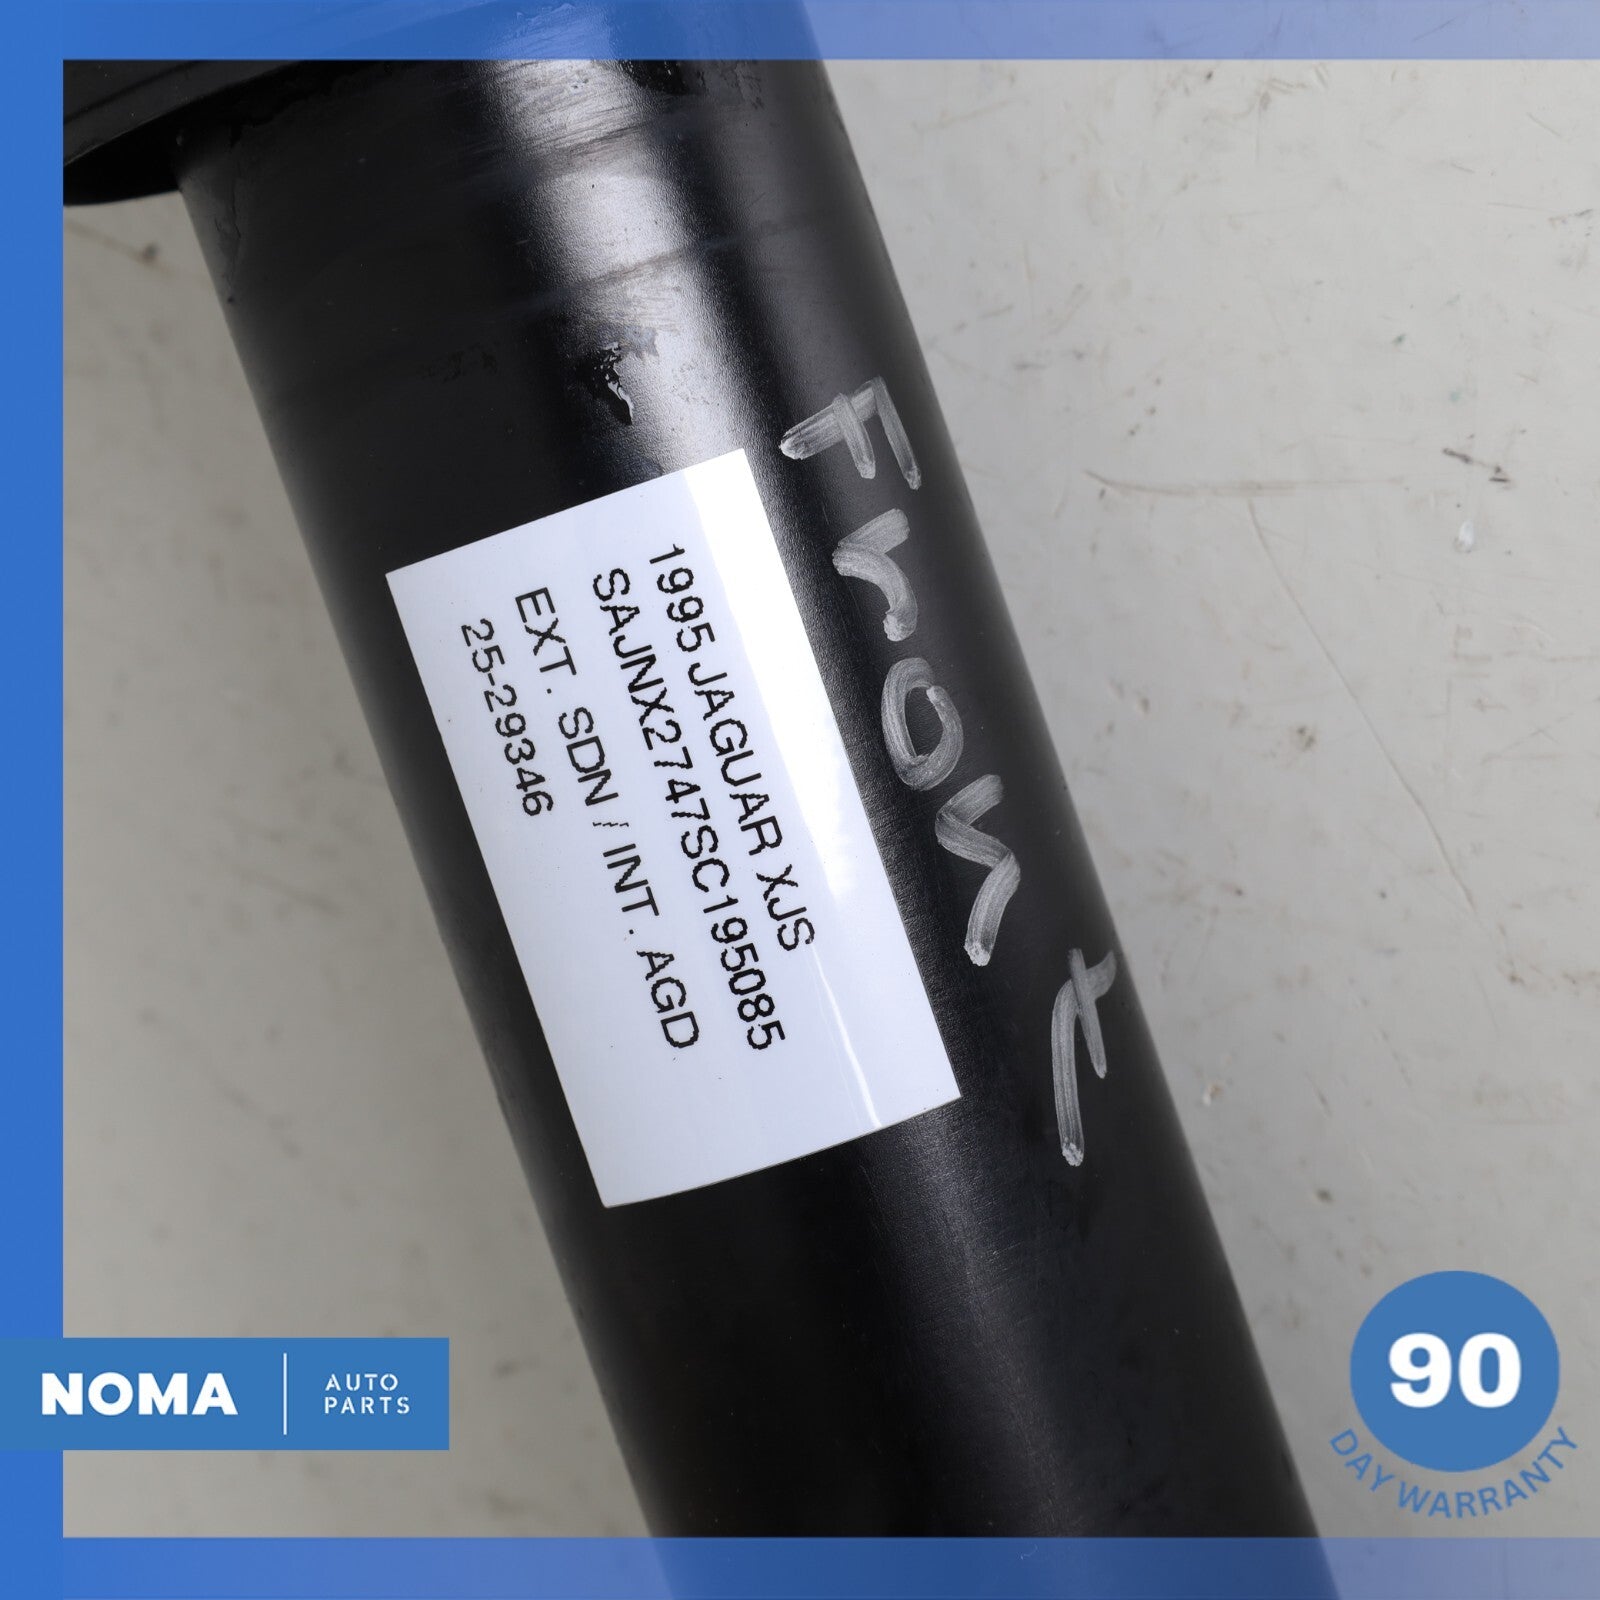 Front
1995 JAGUAR XJS
SAJNX2747SC195085
EXT. SDN / INT. AGD
25-29346
NOMA
AUTO
PARTS
90
DAY WARRANTY